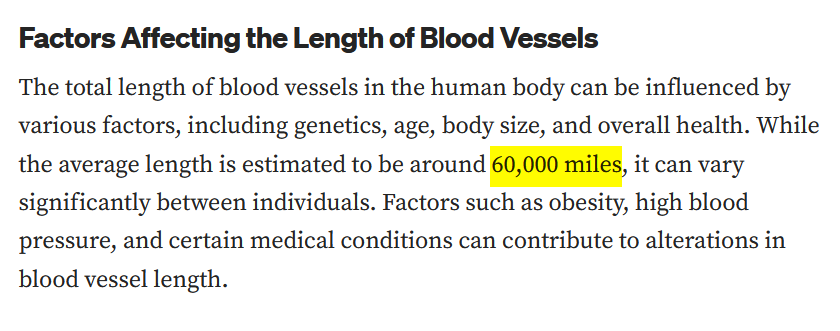 Factors Affecting the Length of Blood Vessels
The total length of blood vessels in the human body can be influenced by
various factors, including genetics, age, body size, and overall health. While
the average length is estimated to be around 60,000 miles, it can vary
significantly between individuals. Factors such as obesity, high blood
pressure, and certain medical conditions can contribute to alterations in
blood vessel length.